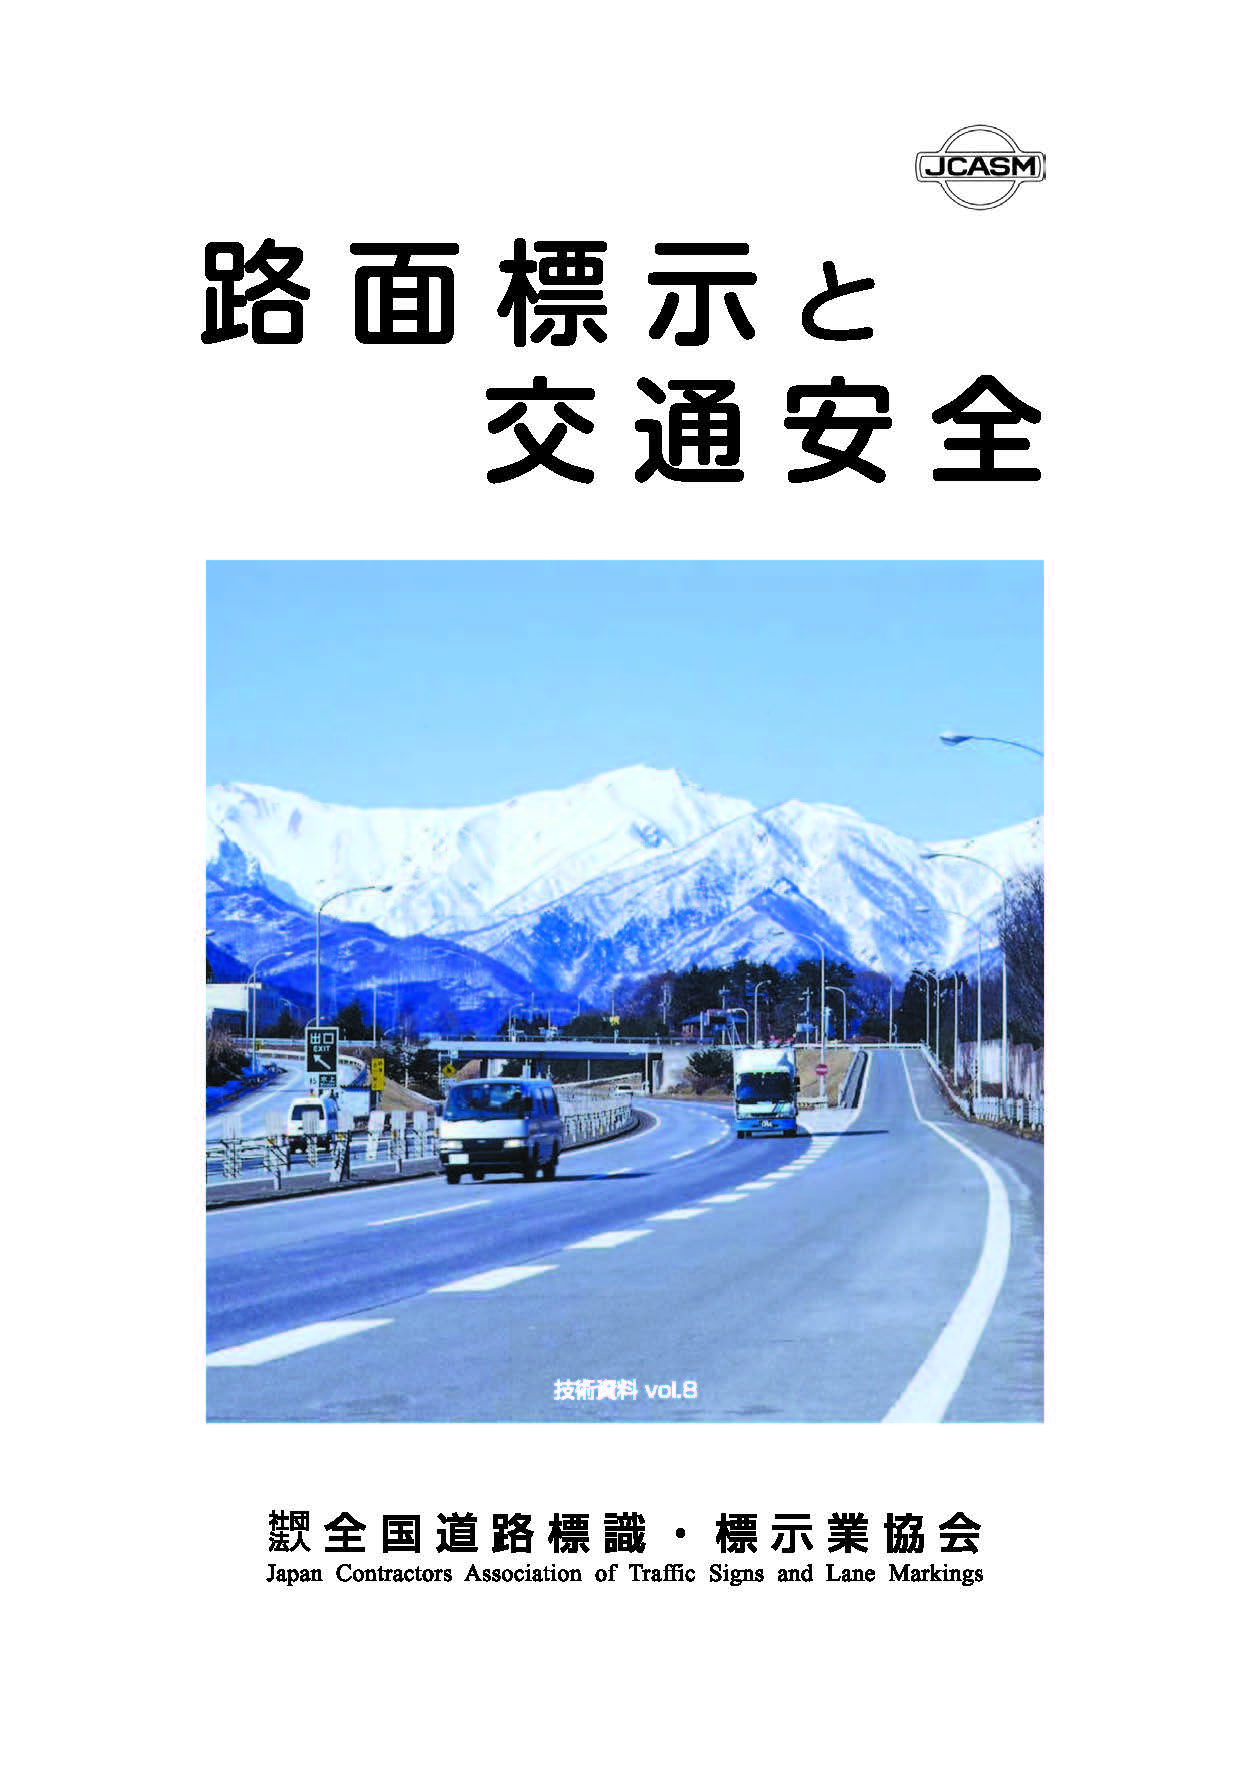 JCASM
路面標示と
交通安全
出口
EXIT
技術資料 vol.8
社団法人 全国道路標識・標示業協会
Japan Contractors Association of Traffic Signs and Lane Markings